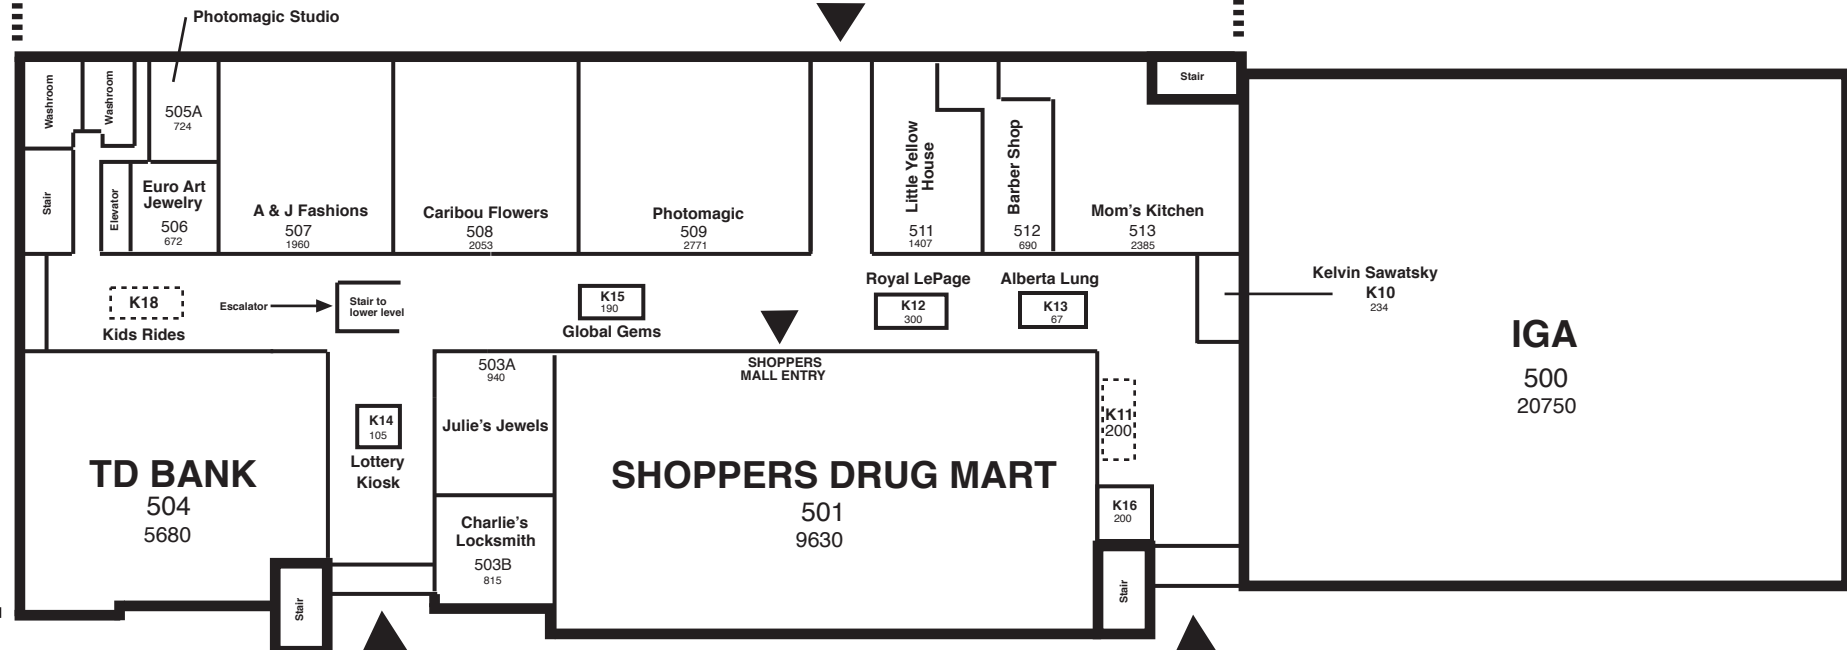 Photomagic Studio
Washroom
Washroom
505A
724
Stair
Stair
Elevator
Euro Art
Jewelry
506
672
A & J Fashions
507
1960
Caribou Flowers
508
2053
Photomagic
509
2771
Little Yellow
House
511
1407
Barber Shop
512
690
Mom's Kitchen
513
2385
K18
Kids Rides
Escalator
Stair to
lower level
K15
190
Global Gems
Royal LePage
K12
300
Alberta Lung
K13
67
Kelvin Sawatsky
K10
234
IGA
500
20750
SHOPPERS
MALL ENTRY
503A
940
Julie's Jewels
K14
105
Lottery
Kiosk
K11
200
TD BANK
504
5680
SHOPPERS DRUG MART
501
9630
K16
200
Charlie's
Locksmith
503B
815
Stair
Stair